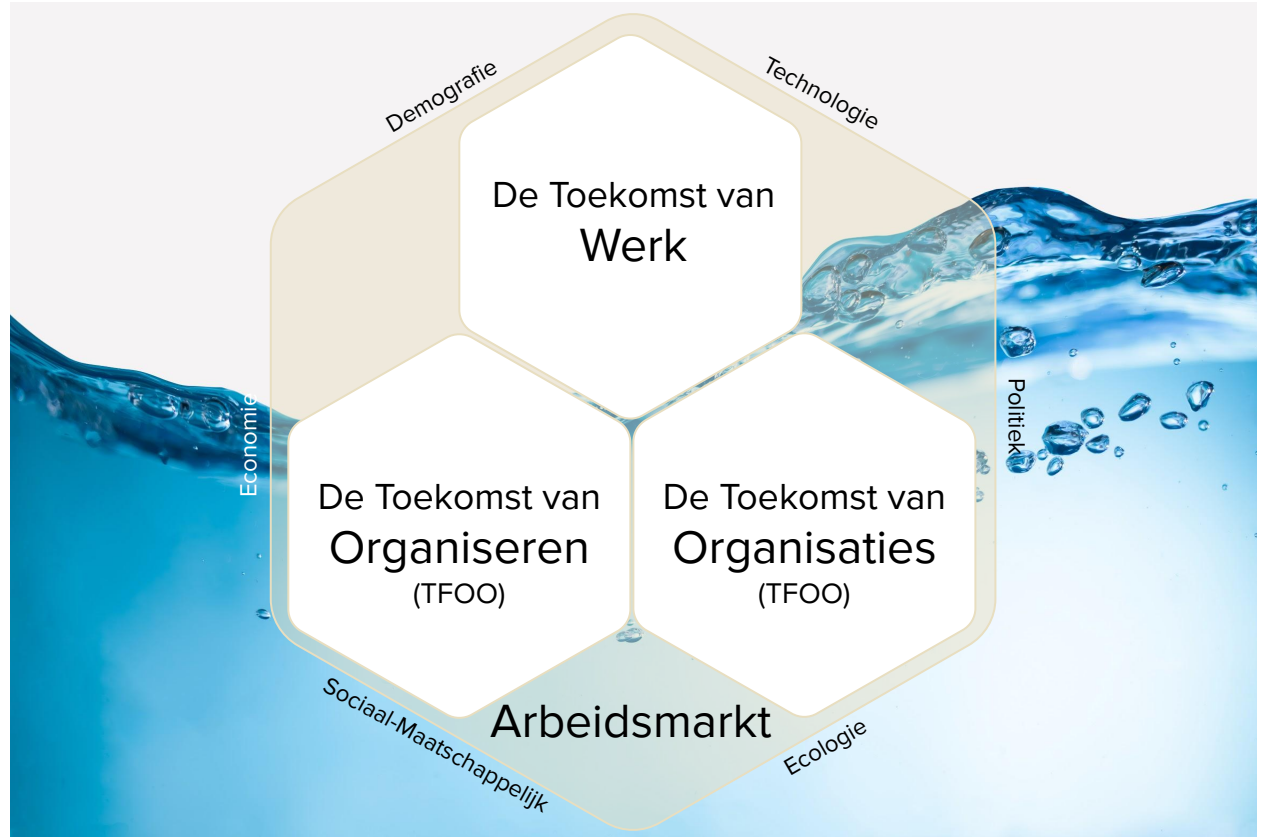 Demografie
Technologie
De Toekomst van
Werk
Economie
Politiek
De Toekomst van
Organiseren
(TFOO)
De Toekomst van
Organisaties
(TFOO)
Sociaal-Maatschappelijk
Arbeidsmarkt
Ecologie